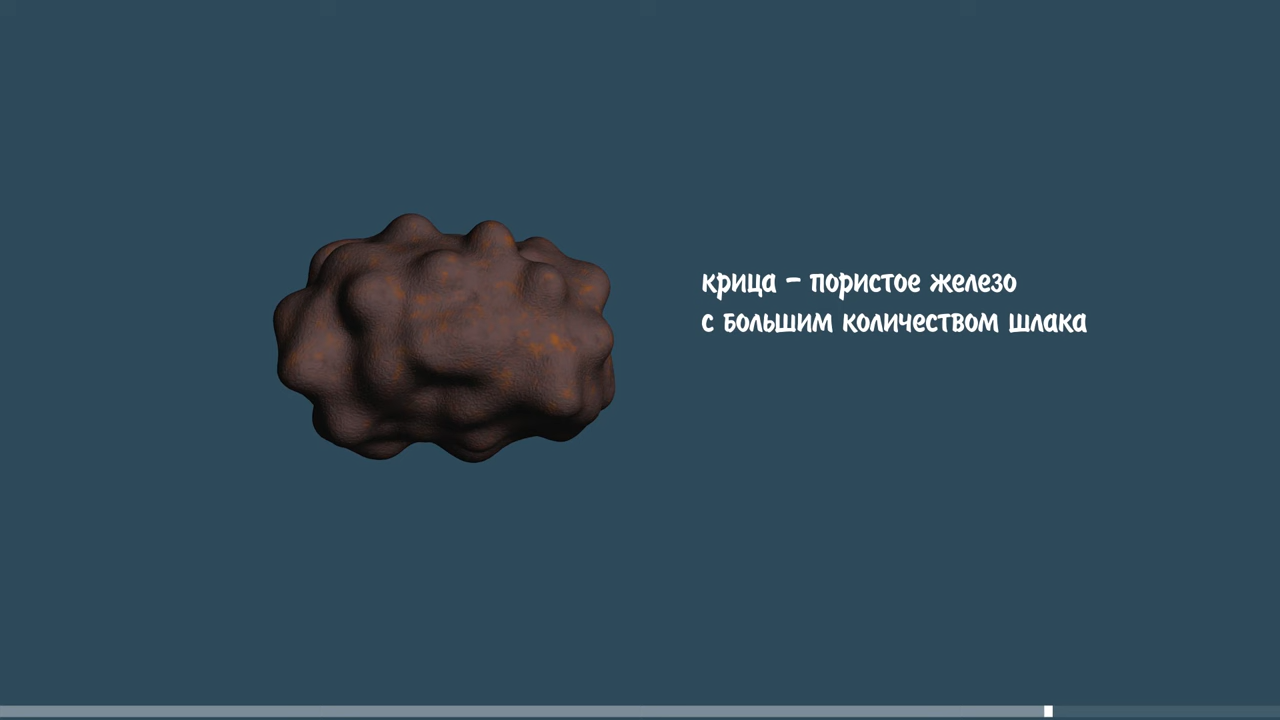 крица – пористое железо
с большим количеством шлака